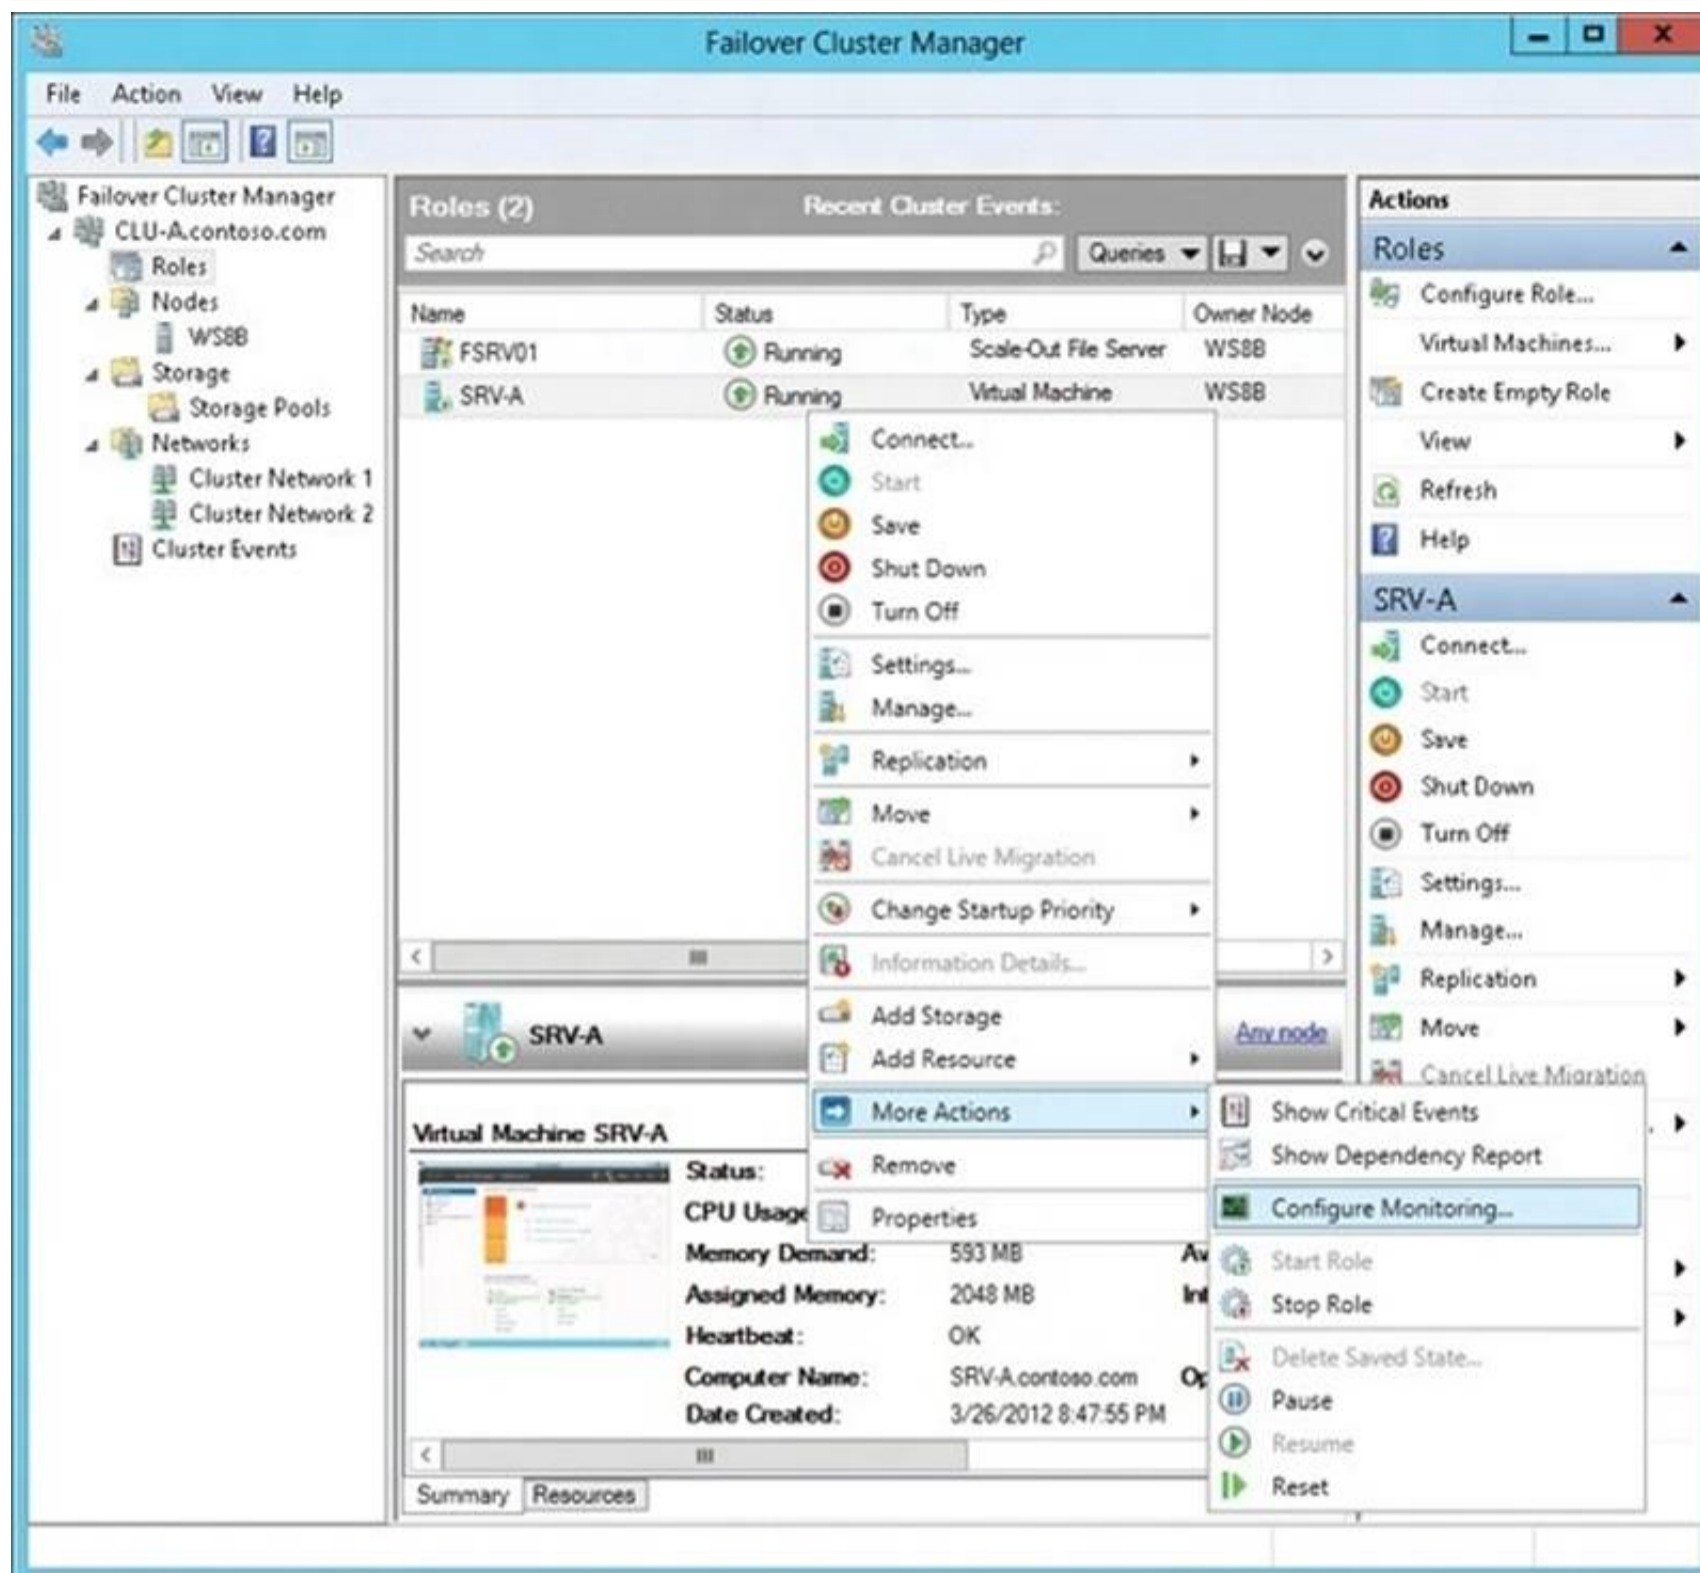 Failover Cluster Manager
File Action View Help
Failover Cluster Manager
CLU-A.contoso.com
Roles
Nodes
WS8B
Storage
Storage Pools
Networks
Cluster Network 1
Cluster Network 2
Cluster Events
Roles (2) Recent Cluster Events:
Search Queries
Name Status Type Owner Node
FSRV01 Running Scale-Out File Server WS8B
SRV-A Running Virtual Machine WS8B
Connect...
Start
Save
Shut Down
Turn Off
Settings...
Manage...
Replication
Move
Cancel Live Migration
Change Startup Priority
Information Details...
Add Storage
Add Resource
More Actions
Remove
Properties
Show Critical Events
Show Dependency Report
Configure Monitoring...
Start Role
Stop Role
Delete Saved State...
Pause
Resume
Reset
SRV-A Any node
Virtual Machine SRV-A
Status:
CPU Usage
Memory Demand: 593 MB Av
Assigned Memory: 2048 MB Int
Heartbeat: OK
Computer Name: SRV-A.contoso.com Op
Date Created: 3/26/2012 8:47:55 PM
Summary Resources
Actions
Roles
Configure Role...
Virtual Machines...
Create Empty Role
View
Refresh
Help
SRV-A
Connect...
Start
Save
Shut Down
Turn Off
Settings...
Manage...
Replication
Move
Cancel Live Migration